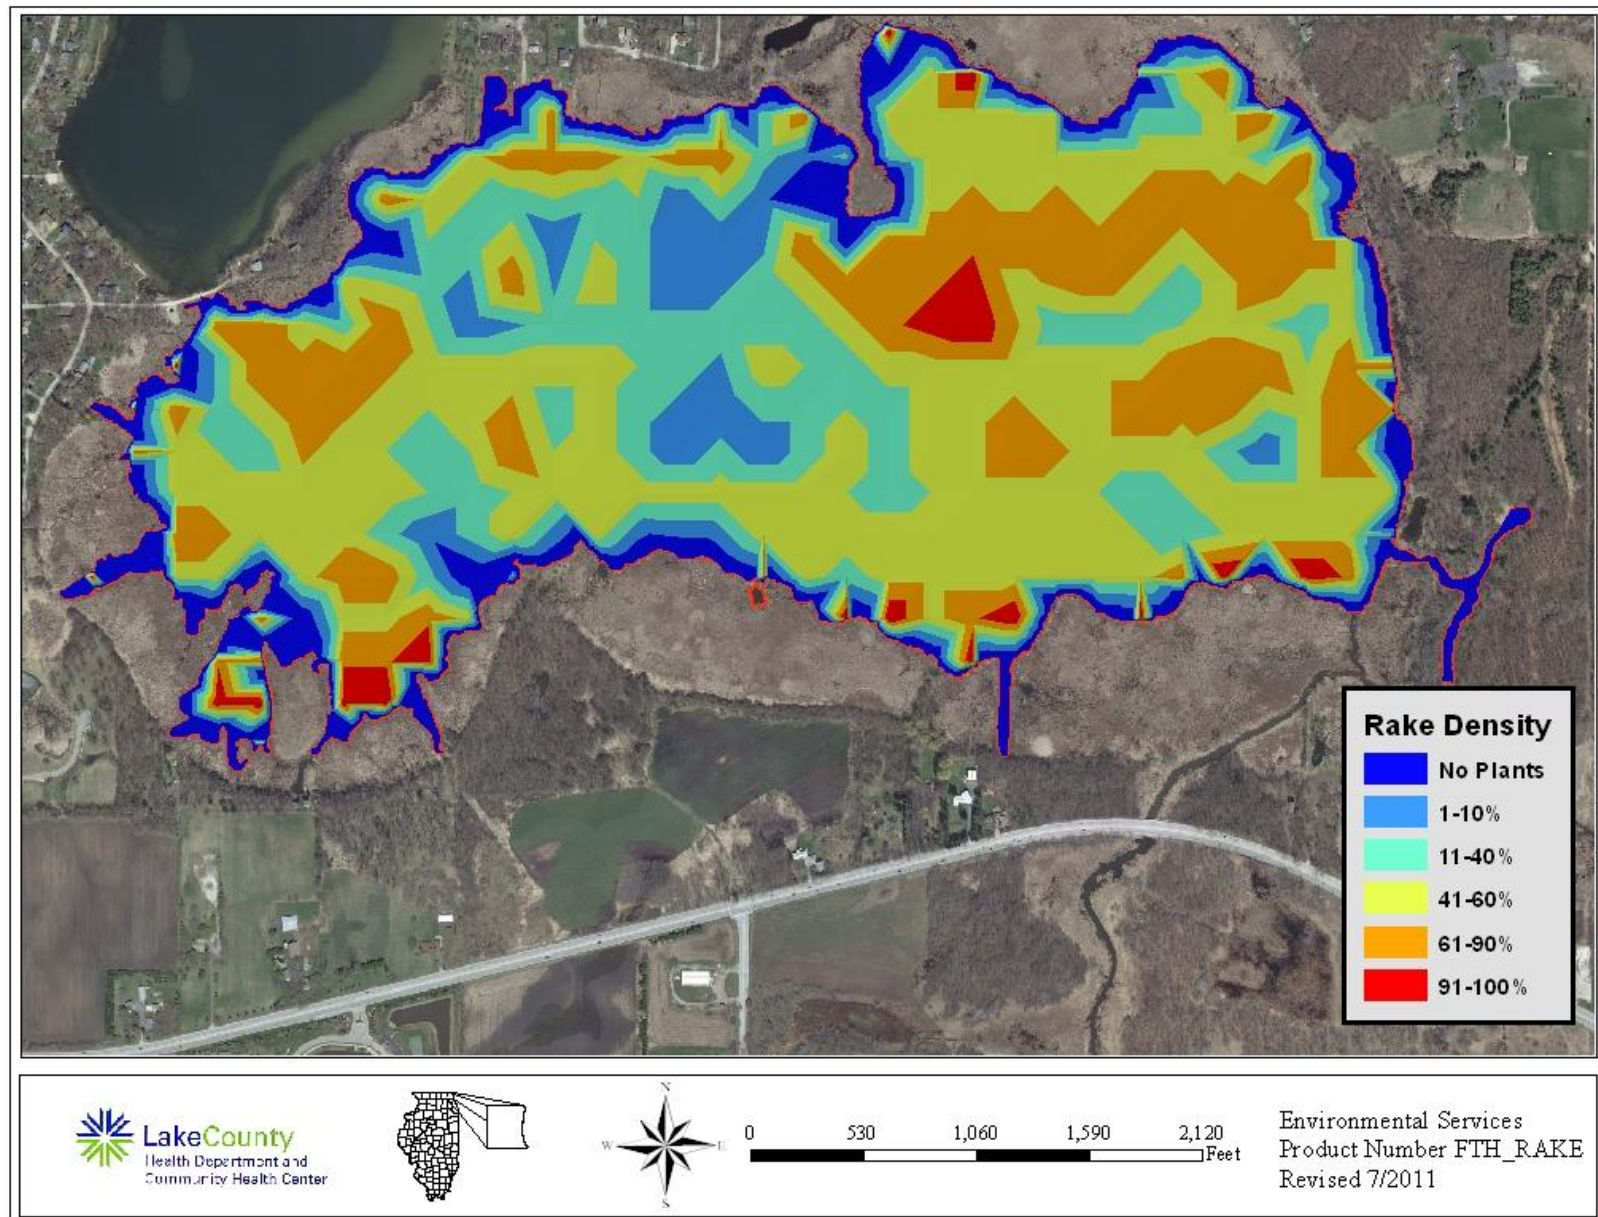 Rake Density
No Plants
1-10%
11-40%
41-60%
61-90%
91-100%
LakeCounty
Health Department and
Community Health Center
N
W
E
S
0 530 1,060 1,590 2,120
Feet
Environmental Services
Product Number FTH_RAKE
Revised 7/2011